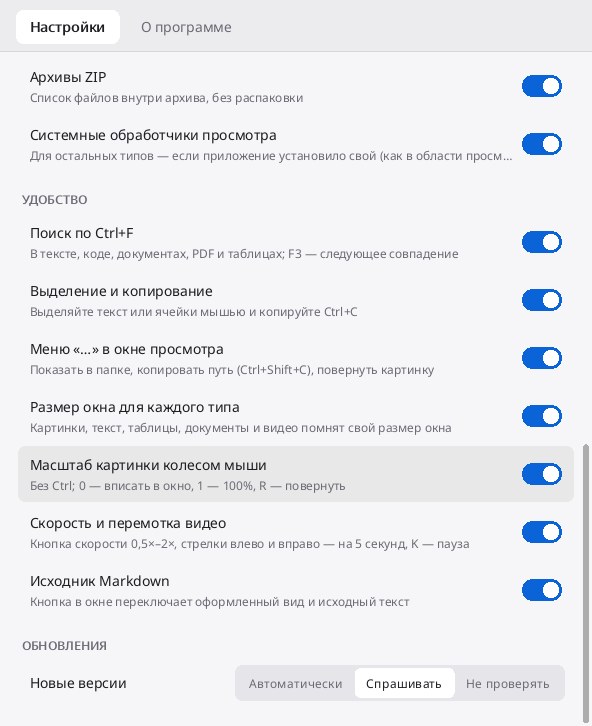 Настройки
О программе
Архивы ZIP
Список файлов внутри архива, без распаковки
Системные обработчики просмотра
Для остальных типов — если приложение установило свой (как в области просм…
УДОБСТВО
Поиск по Ctrl+F
В тексте, коде, документах, PDF и таблицах; F3 — следующее совпадение
Выделение и копирование
Выделяйте текст или ячейки мышью и копируйте Ctrl+C
Меню «…» в окне просмотра
Показать в папке, копировать путь (Ctrl+Shift+C), повернуть картинку
Размер окна для каждого типа
Картинки, текст, таблицы, документы и видео помнят свой размер окна
Масштаб картинки колесом мыши
Без Ctrl; 0 — вписать в окно, 1 — 100%, R — повернуть
Скорость и перемотка видео
Кнопка скорости 0,5×–2×, стрелки влево и вправо — на 5 секунд, K — пауза
Исходник Markdown
Кнопка в окне переключает оформленный вид и исходный текст
ОБНОВЛЕНИЯ
Новые версии
Автоматически
Спрашивать
Не проверять